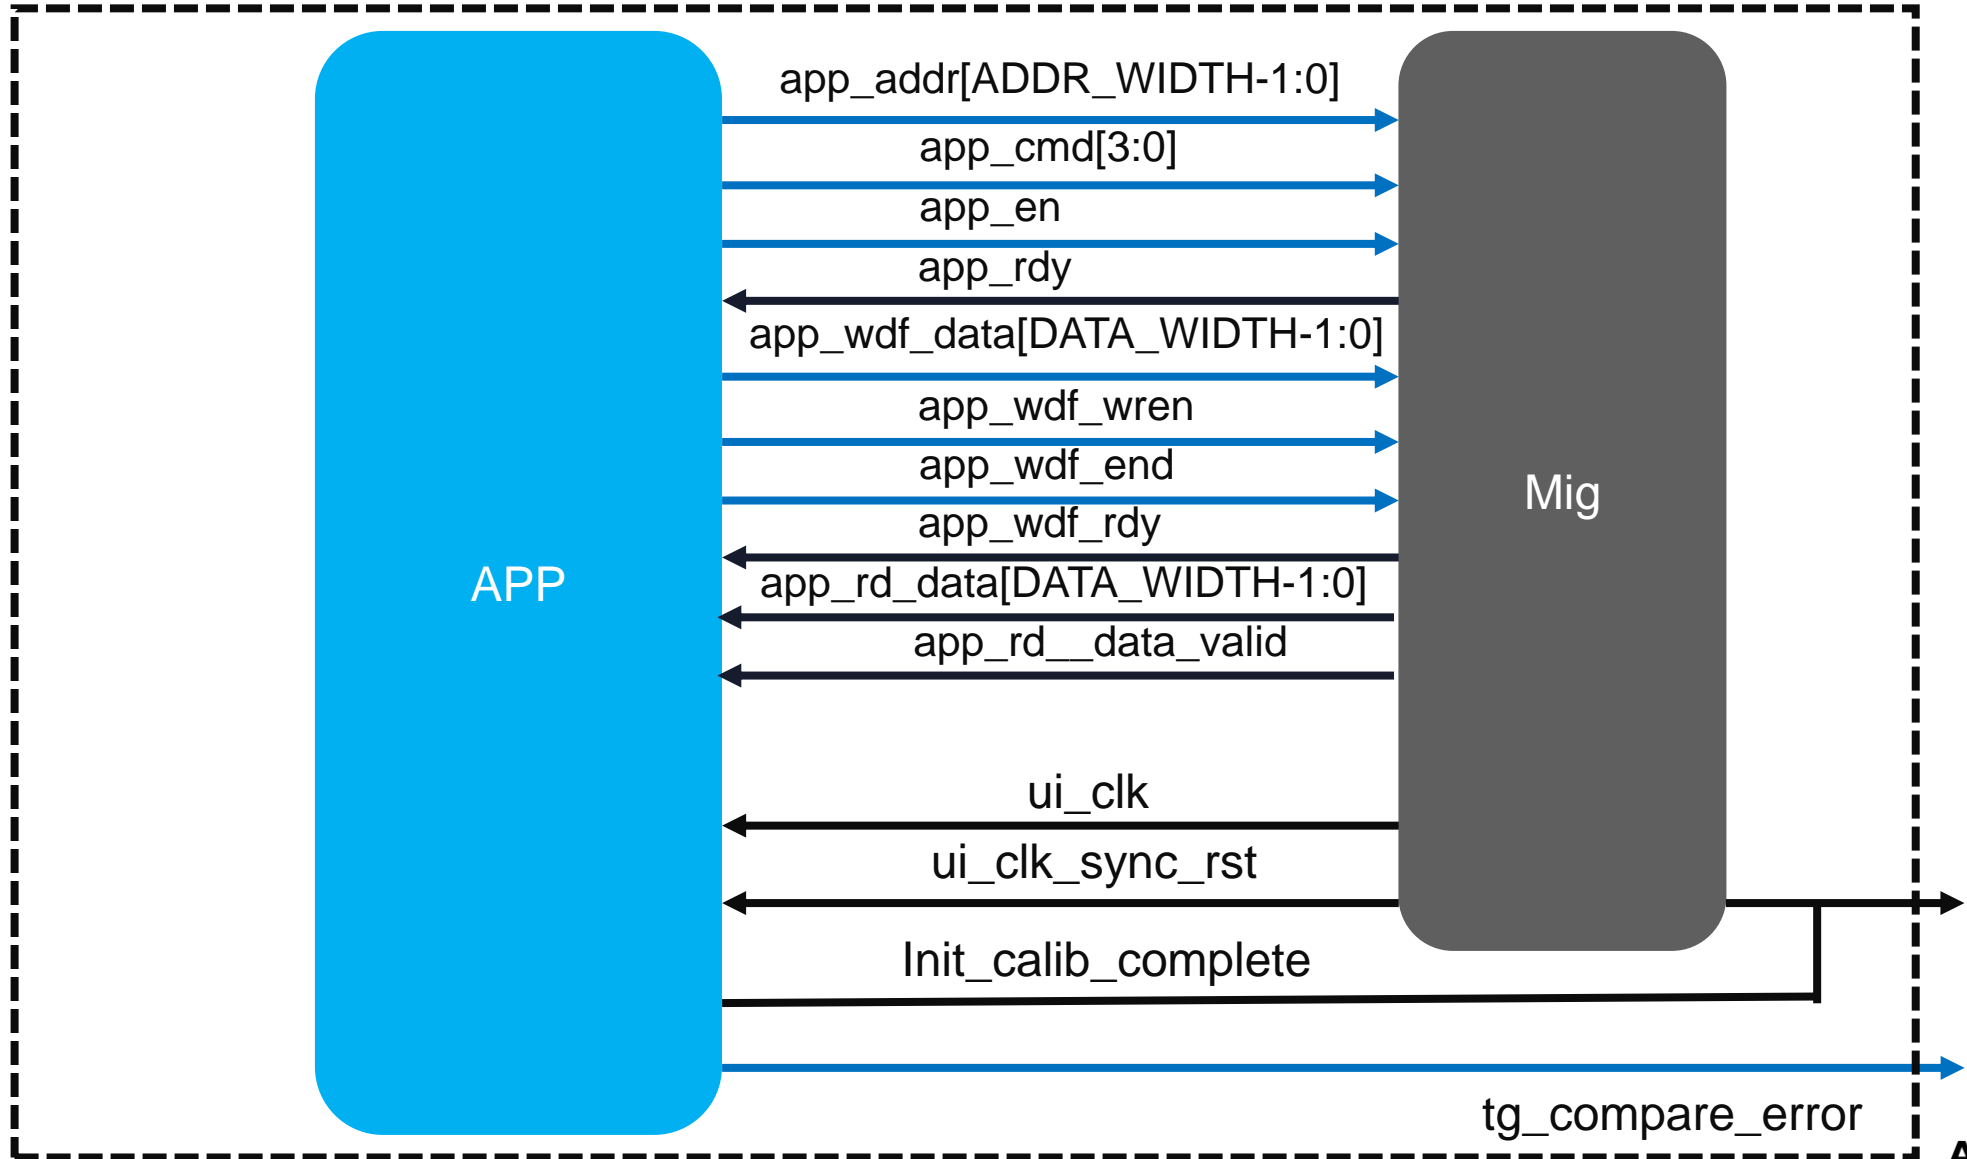 app_addr[ADDR_WIDTH-1:0]
app_cmd[3:0]
app_en
app_rdy
app_wdf_data[DATA_WIDTH-1:0]
app_wdf_wren
app_wdf_end
Mig
app_wdf_rdy
APP
app_rd_data[DATA_WIDTH-1:0]
app_rd__data_valid
ui_clk
ui_clk_sync_rst
Init_calib_complete
tg_compare_error